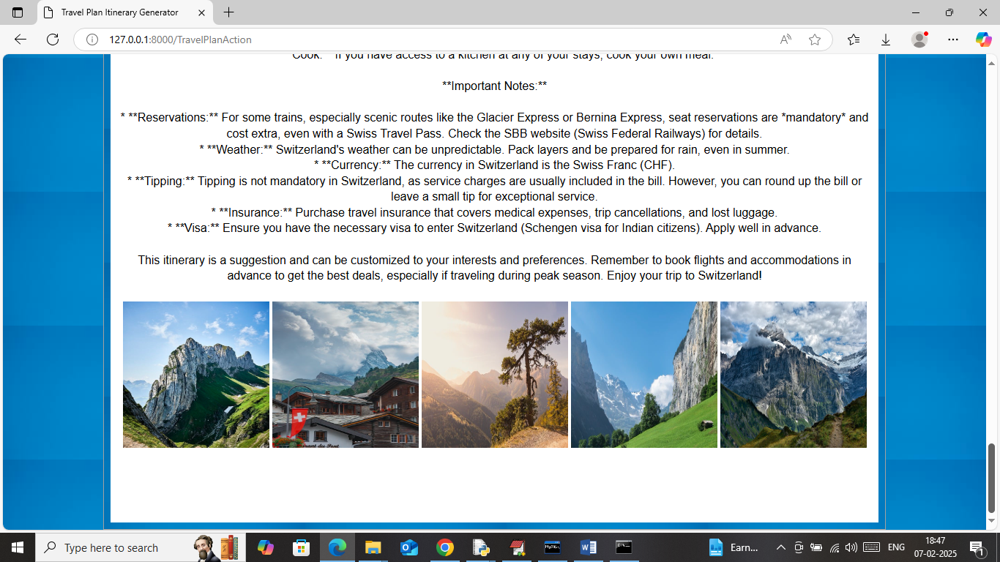 Travel Plan Itinerary Generator
127.0.0.1:8000/TravelPlanAction
Cook:** If you have access to a kitchen at any of your stays, cook your own meal.
**Important Notes:**
* **Reservations:** For some trains, especially scenic routes like the Glacier Express or Bernina Express, seat reservations are *mandatory* and
cost extra, even with a Swiss Travel Pass. Check the SBB website (Swiss Federal Railways) for details.
* **Weather:** Switzerland's weather can be unpredictable. Pack layers and be prepared for rain, even in summer.
* **Currency:** The currency in Switzerland is the Swiss Franc (CHF).
* **Tipping:** Tipping is not mandatory in Switzerland, as service charges are usually included in the bill. However, you can round up the bill or
leave a small tip for exceptional service.
* **Insurance:** Purchase travel insurance that covers medical expenses, trip cancellations, and lost luggage.
* **Visa:** Ensure you have the necessary visa to enter Switzerland (Schengen visa for Indian citizens). Apply well in advance.
This itinerary is a suggestion and can be customized to your interests and preferences. Remember to book flights and accommodations in
advance to get the best deals, especially if traveling during peak season. Enjoy your trip to Switzerland!
du Pont
Type here to search
Earn...
ENG
18:47
07-02-2025
1